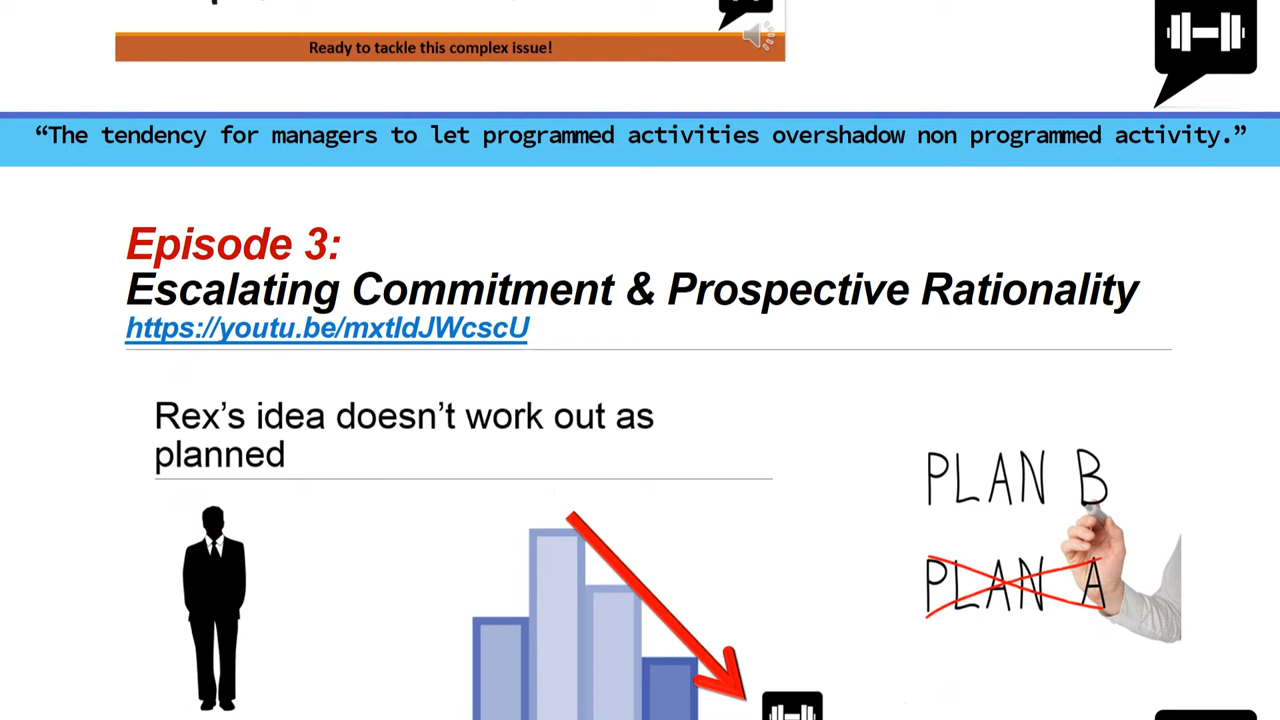 Ready to tackle this complex issue!
“The tendency for managers to let programmed activities overshadow non programmed activity.”
Episode 3:
Escalating Commitment & Prospective Rationality
https://youtu.be/mxtIdJWcscU
Rex’s idea doesn’t work out as
planned
PLAN B
PLAN A